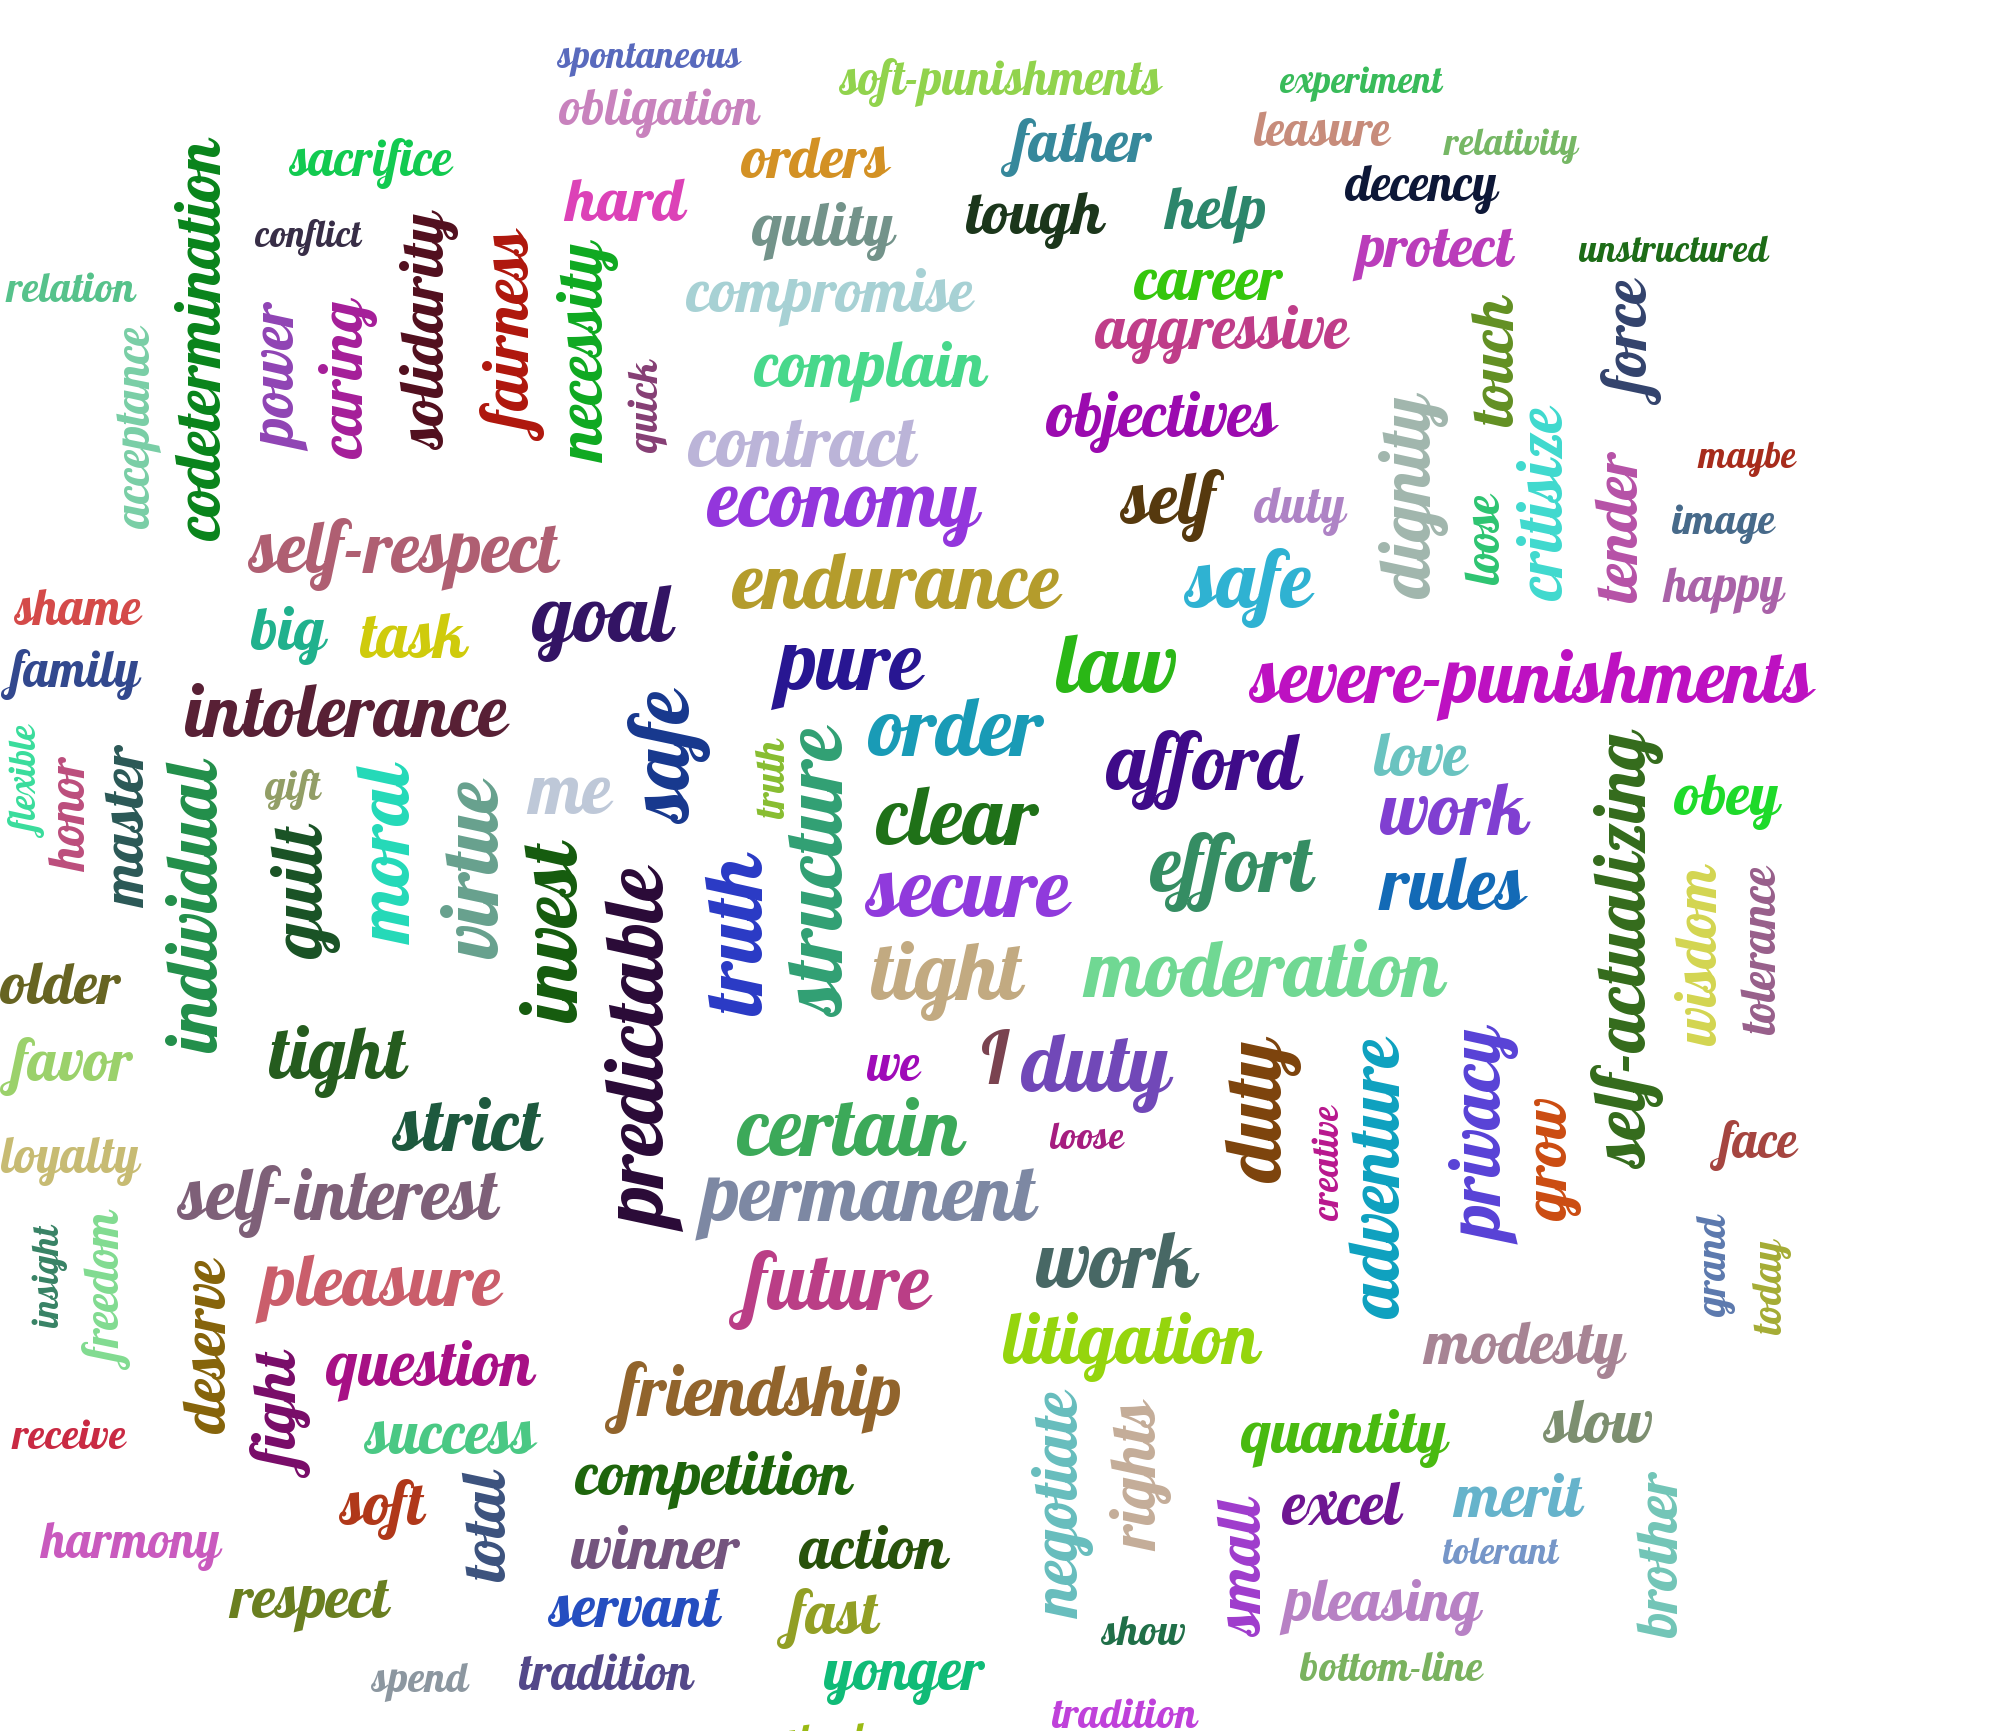 spontaneous
soft-punishments
experiment
obligation
father
leasure
relativity
sacrifice
orders
decency
codetermination
hard
qulity
tough
help
protect
unstructured
conflict
solidarity
fairness
necessity
relation
compromise
career
aggressive
touch
force
acceptance
power
caring
quick
complain
objectives
dignity
critisize
contract
maybe
economy
self
duty
loose
tender
image
self-respect
endurance
safe
happy
shame
big
task
goal
family
pure
law
severe-punishments
intolerance
safe
order
afford
love
flexible
honor
master
individual
gift
moral
virtue
me
truth
structure
clear
work
self-actualizing
obey
guilt
invest
predictable
truth
secure
effort
rules
wisdom
tolerance
older
tight
moderation
favor
tight
we
I
duty
duty
adventure
privacy
strict
certain
loose
creative
grow
face
loyalty
self-interest
permanent
insight
freedom
deserve
pleasure
future
work
grand
today
fight
question
friendship
litigation
modesty
receive
success
negotiate
rights
quantity
slow
soft
total
competition
small
excel
merit
brother
harmony
winner
action
tolerant
respect
servant
fast
show
pleasing
spend
tradition
yonger
bottom-line
tradition